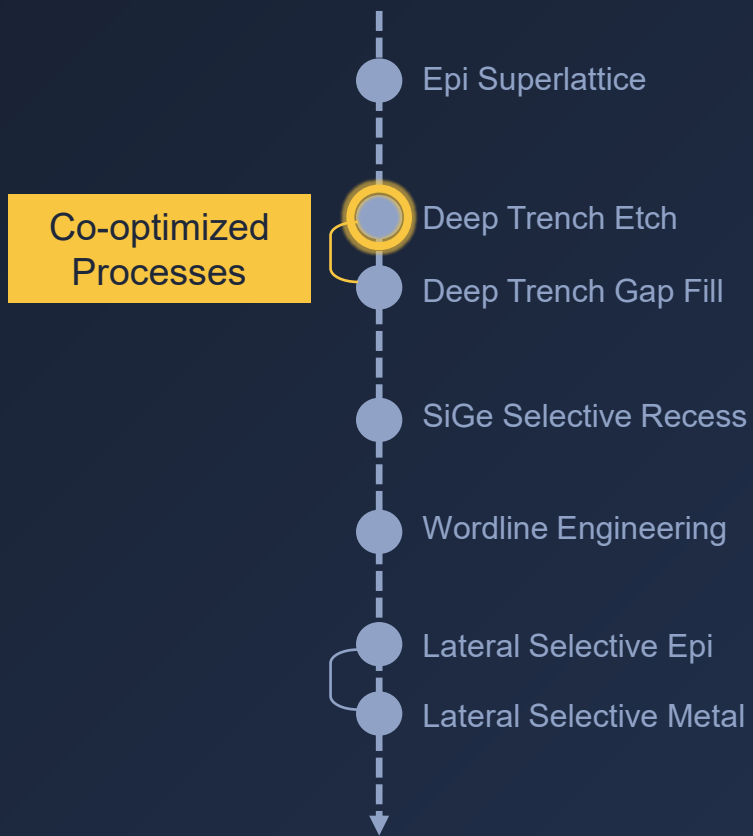 Epi Superlattice
Co-optimized
Processes
Deep Trench Etch
Deep Trench Gap Fill
SiGe Selective Recess
Wordline Engineering
Lateral Selective Epi
Lateral Selective Metal